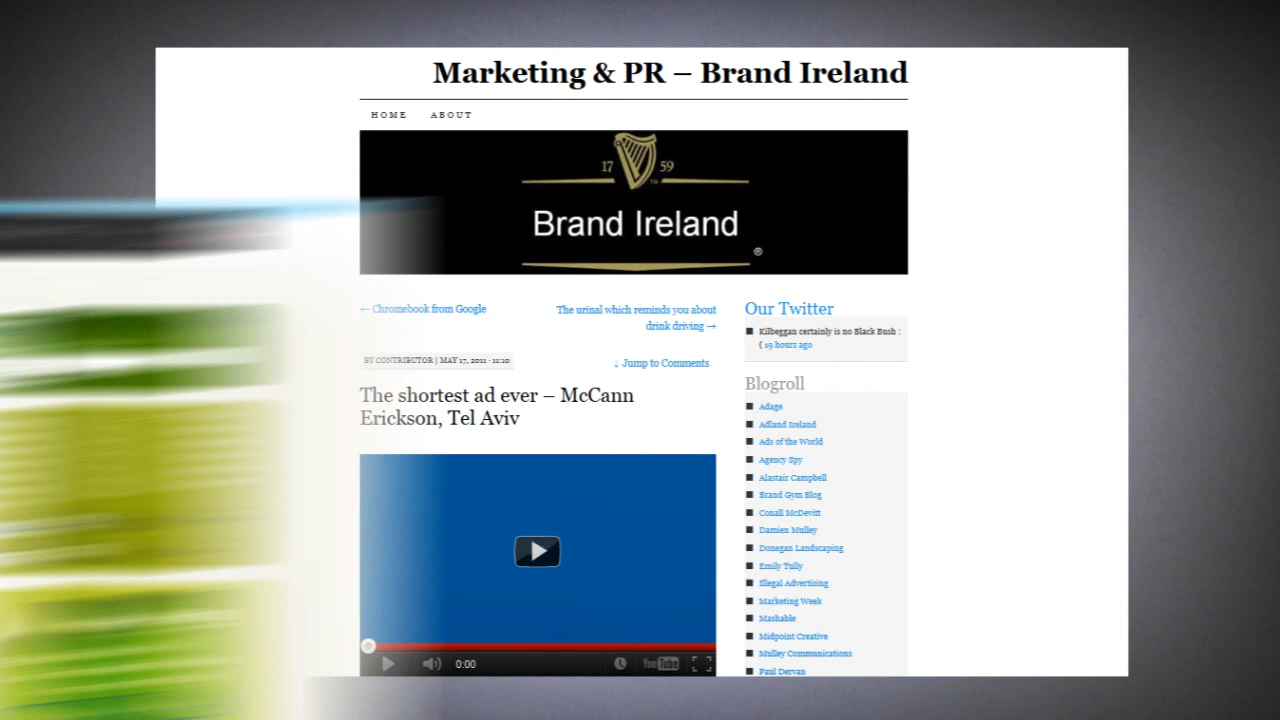 Marketing & PR – Brand Ireland
HOME ABOUT
17 59
TM
Brand Ireland
®
← Chromebook from Google
The urinal which reminds you about
drink driving →
BY CONTRIBUTOR | MAY 17, 2011 · 11:10
↓ Jump to Comments
The shortest ad ever – McCann
Erickson, Tel Aviv
0:00
YouTube
Our Twitter
Kilbeggan certainly is no Black Bush :
( 19 hours ago
Blogroll
Adage
Adland Ireland
Ads of the World
Agency Spy
Alastair Campbell
Brand Gym Blog
Conall McDevitt
Damien Mulley
Donegan Landscaping
Emily Tully
Illegal Advertising
Marketing Week
Mashable
Midpoint Creative
Mulley Communications
Paul Dervan